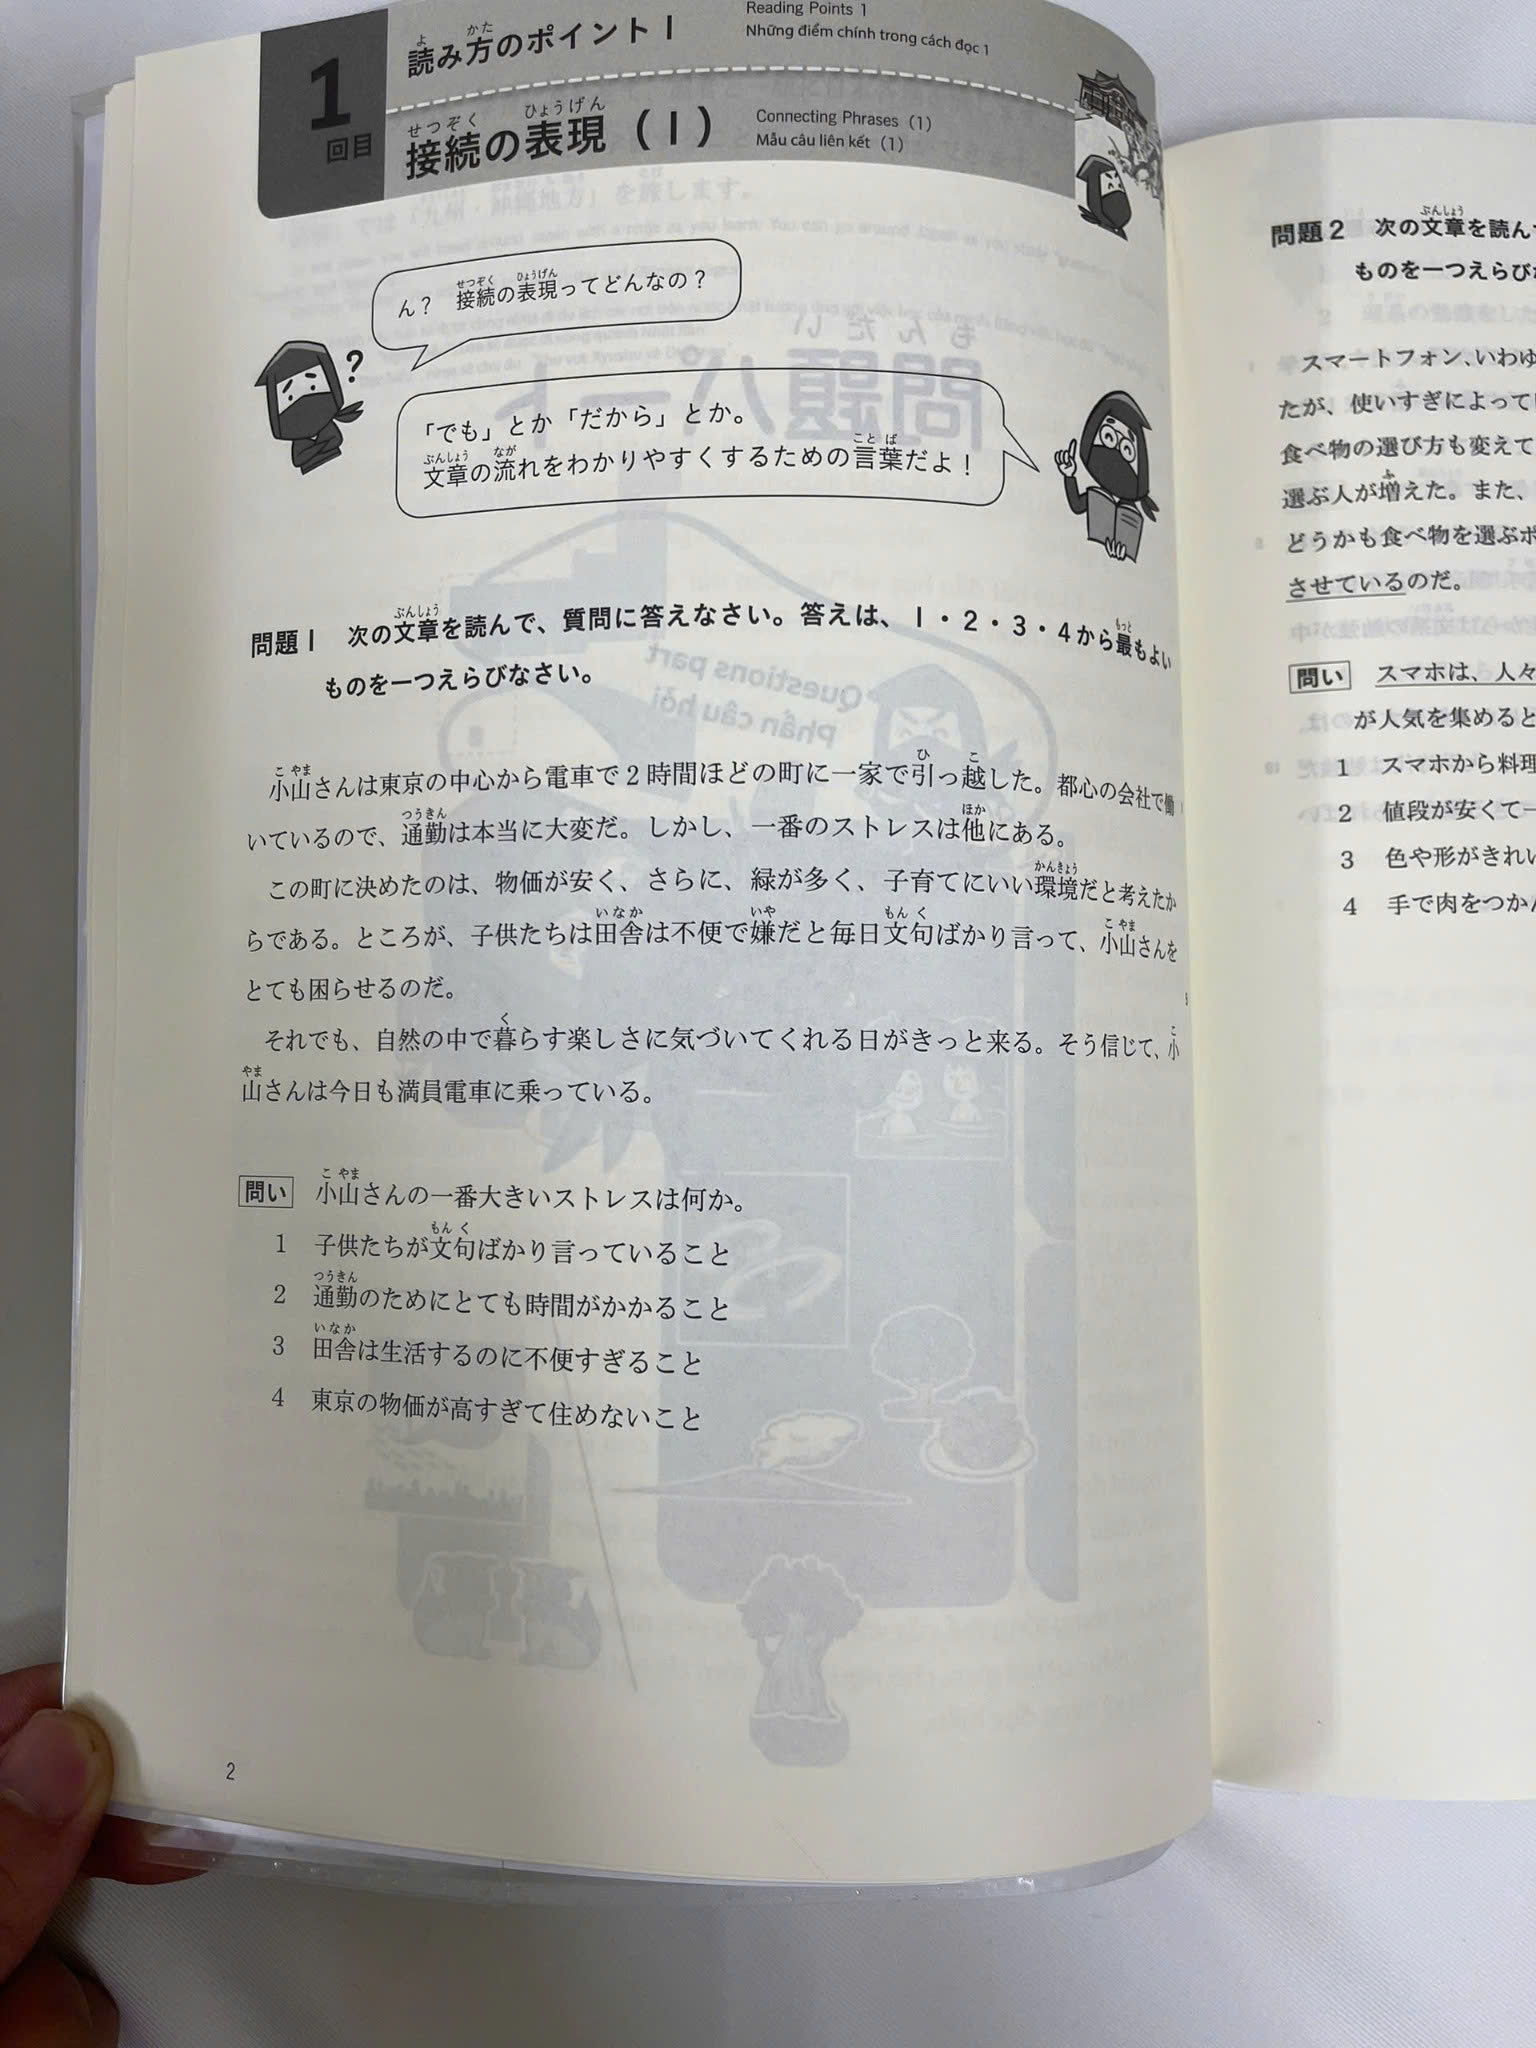 1
回目
読み方のポイント1
Reading Points 1
Những điểm chính trong cách đọc 1
接続の表現（1）
Connecting Phrases（1）
Mẫu câu liên kết（1）
ん？　接続の表現ってどんなの？
?
「でも」とか「だから」とか。
文章の流れをわかりやすくするための言葉だよ！
問題1　次の文章を読んで、質問に答えなさい。答えは、1・2・3・4から最もよい
ものを一つえらびなさい。
小山さんは東京の中心から電車で2時間ほどの町に一家で引っ越した。都心の会社で働
いているので、通勤は本当に大変だ。しかし、一番のストレスは他にある。
この町に決めたのは、物価が安く、さらに、緑が多く、子育てにいい環境だと考えたか
らである。ところが、子供たちは田舎は不便で嫌だと毎日文句ばかり言って、小山さんを
とても困らせるのだ。
5
それでも、自然の中で暮らす楽しさに気づいてくれる日がきっと来る。そう信じて、小
山さんは今日も満員電車に乗っている。
問い　小山さんの一番大きいストレスは何か。
1　子供たちが文句ばかり言っていること
2　通勤のためにとても時間がかかること
3　田舎は生活するのに不便すぎること
4　東京の物価が高すぎて住めないこと
2
問題2　次の文章を読ん
ものを一つえらび
スマートフォン、いわゆ
たが、使いすぎによって
食べ物の選び方も変えて
選ぶ人が増えた。また、
どうかも食べ物を選ぶポ
させているのだ。
問い　スマホは、人々
が人気を集めると
1　スマホから料理
2　値段が安くて
3　色や形がきれい
4　手で肉をつかん